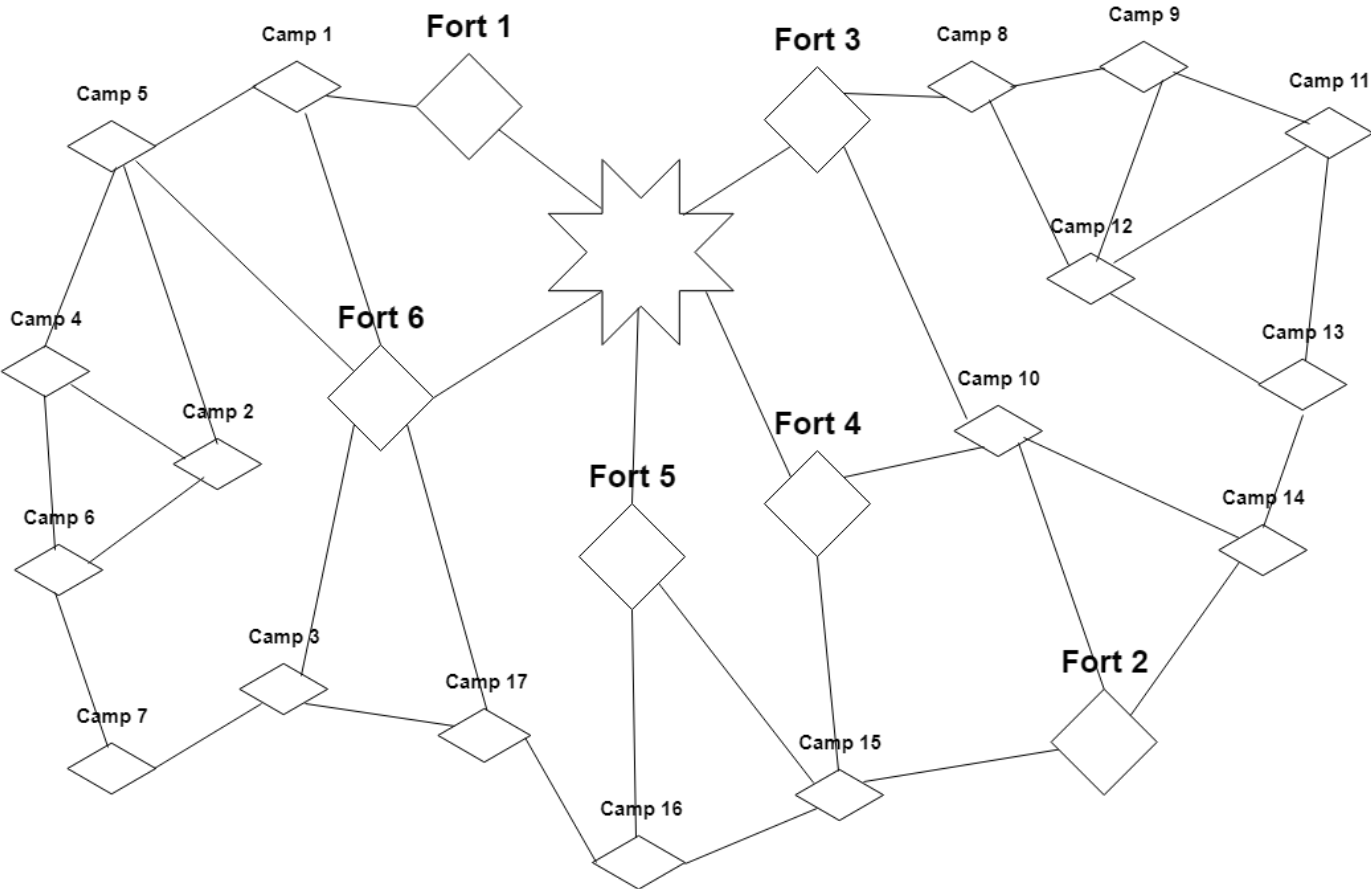 Camp 9
Fort 1
Camp 1
Fort 3
Camp 8
Camp 11
Camp 5
Camp 12
Fort 6
Camp 4
Camp 13
Camp 10
Camp 2
Fort 4
Fort 5
Camp 14
Camp 6
Camp 3
Fort 2
Camp 17
Camp 7
Camp 15
Camp 16